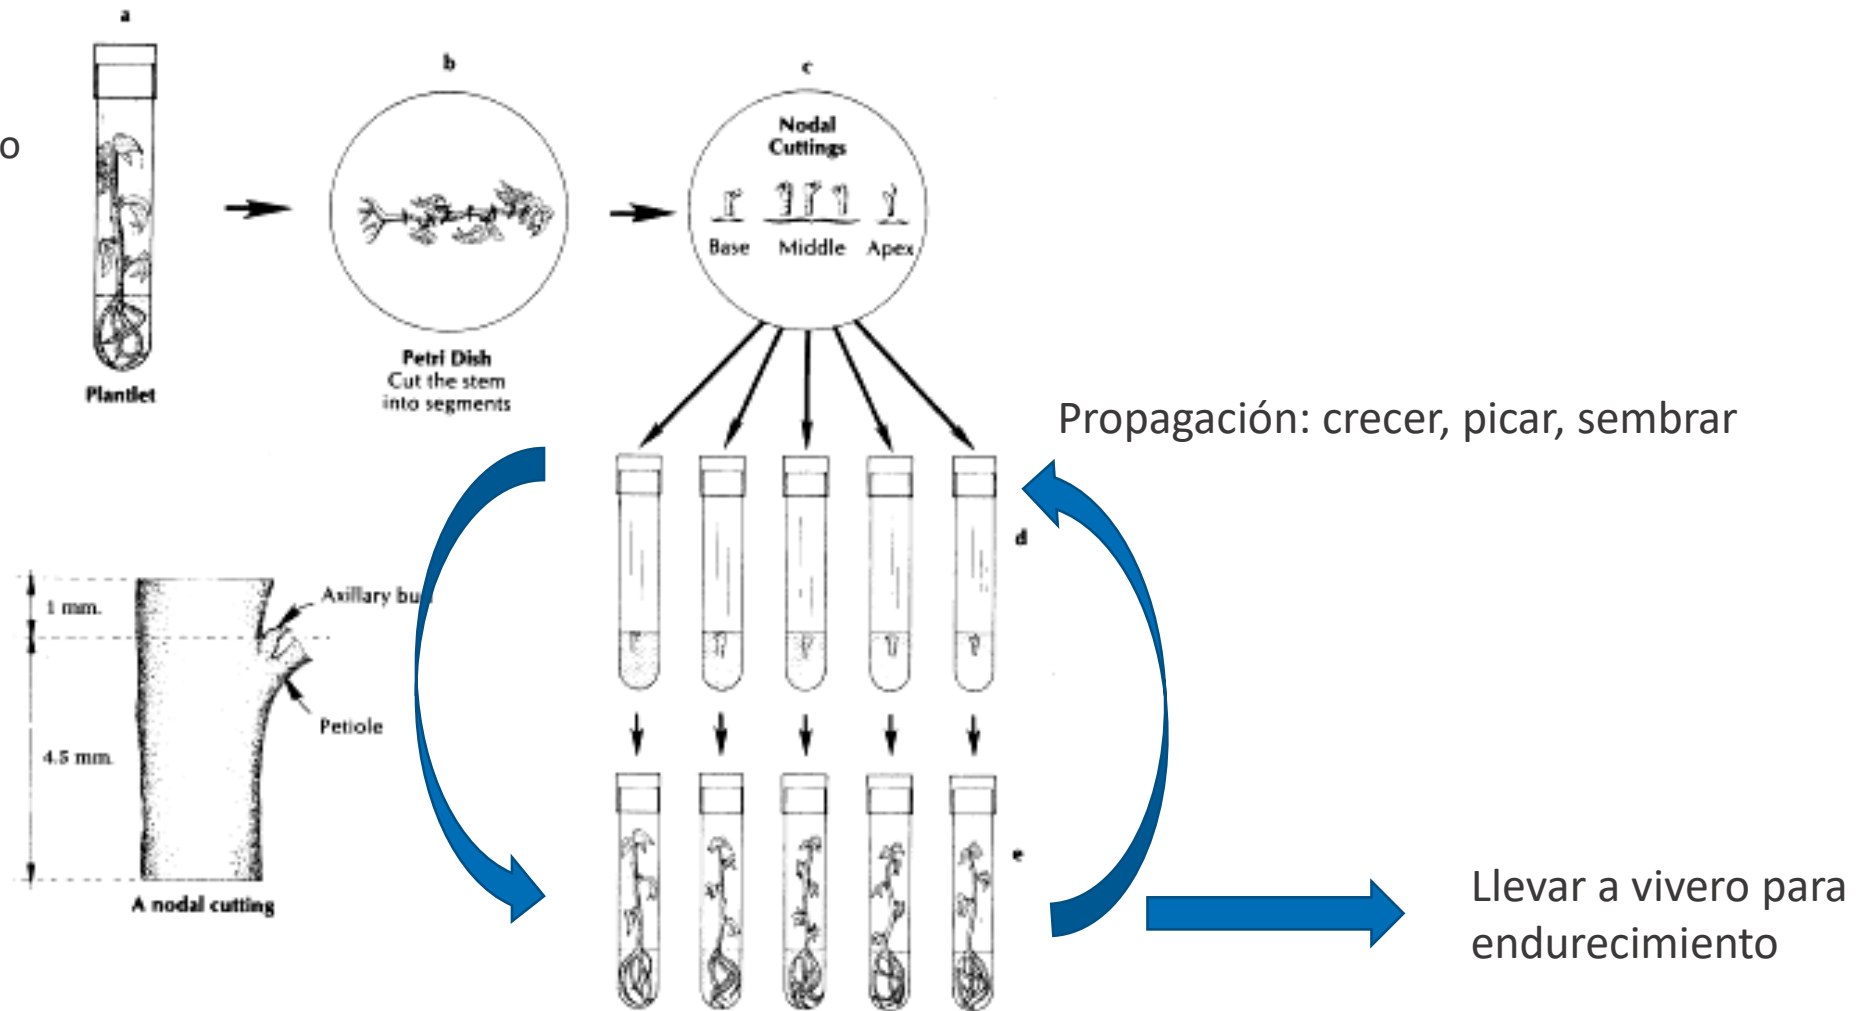 a
o
Plantlet
b
Petri Dish
Cut the stem
into segments
c
Nodal
Cuttings
Base Middle Apex
Propagación: crecer, picar, sembrar
d
1 mm.
Axillary bu
Petiole
4.5 mm.
A nodal cutting
e
Llevar a vivero para
endurecimiento